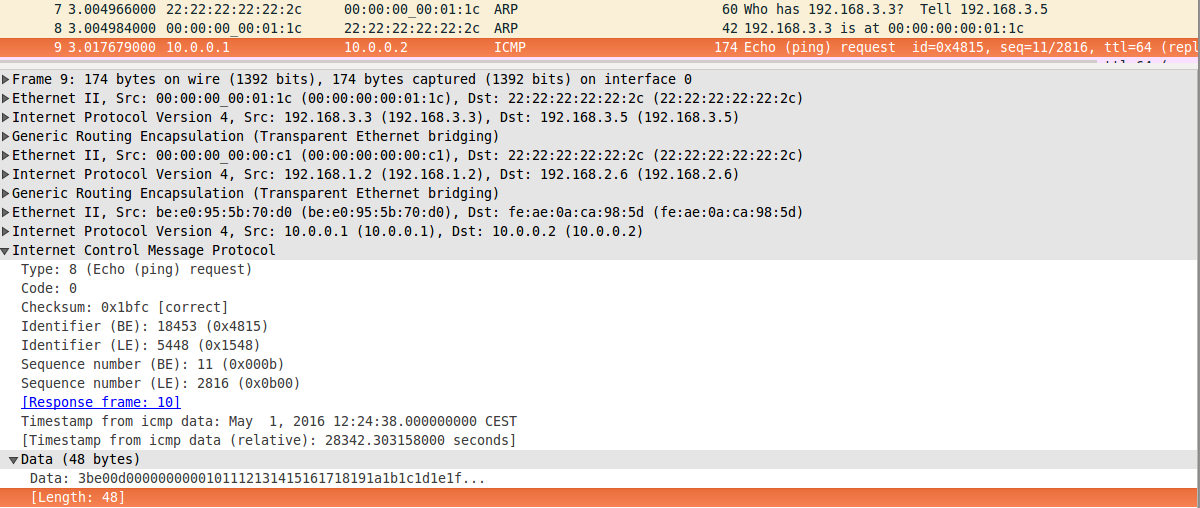 7 3.004966000 22:22:22:22:22:2c 00:00:00_00:01:1c ARP 60 Who has 192.168.3.3? Tell 192.168.3.5
8 3.004984000 00:00:00_00:01:1c 22:22:22:22:22:2c ARP 42 192.168.3.3 is at 00:00:00:00:01:1c
9 3.017679000 10.0.0.1 10.0.0.2 ICMP 174 Echo (ping) request id=0x4815, seq=11/2816, ttl=64 (repl
Frame 9: 174 bytes on wire (1392 bits), 174 bytes captured (1392 bits) on interface 0
Ethernet II, Src: 00:00:00_00:01:1c (00:00:00:00:01:1c), Dst: 22:22:22:22:22:2c (22:22:22:22:22:2c)
Internet Protocol Version 4, Src: 192.168.3.3 (192.168.3.3), Dst: 192.168.3.5 (192.168.3.5)
Generic Routing Encapsulation (Transparent Ethernet bridging)
Ethernet II, Src: 00:00:00_00:00:c1 (00:00:00:00:00:c1), Dst: 22:22:22:22:22:2c (22:22:22:22:22:2c)
Internet Protocol Version 4, Src: 192.168.1.2 (192.168.1.2), Dst: 192.168.2.6 (192.168.2.6)
Generic Routing Encapsulation (Transparent Ethernet bridging)
Ethernet II, Src: be:e0:95:5b:70:d0 (be:e0:95:5b:70:d0), Dst: fe:ae:0a:ca:98:5d (fe:ae:0a:ca:98:5d)
Internet Protocol Version 4, Src: 10.0.0.1 (10.0.0.1), Dst: 10.0.0.2 (10.0.0.2)
Internet Control Message Protocol
Type: 8 (Echo (ping) request)
Code: 0
Checksum: 0x1bfc [correct]
Identifier (BE): 18453 (0x4815)
Identifier (LE): 5448 (0x1548)
Sequence number (BE): 11 (0x000b)
Sequence number (LE): 2816 (0x0b00)
[Response frame: 10]
Timestamp from icmp data: May  1, 2016 12:24:38.000000000 CEST
[Timestamp from icmp data (relative): 28342.303158000 seconds]
Data (48 bytes)
Data: 3be00d0000000000101112131415161718191a1b1c1d1e1f...
[Length: 48]